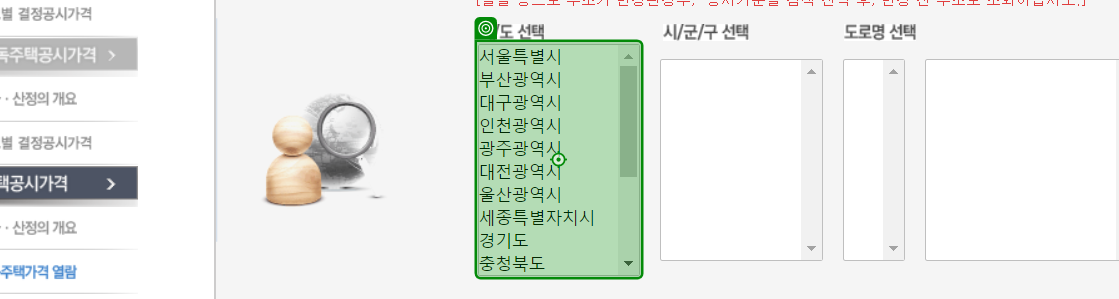 별 결정공시가격
독주택공시가격
산정의 개요
별 결정공시가격
택공시가격
산정의 개요
주택가격 열람
/도 선택
시/군/구 선택
도로명 선택
서울특별시
부산광역시
대구광역시
인천광역시
광주광역시
대전광역시
울산광역시
세종특별자치시
경기도
충청북도